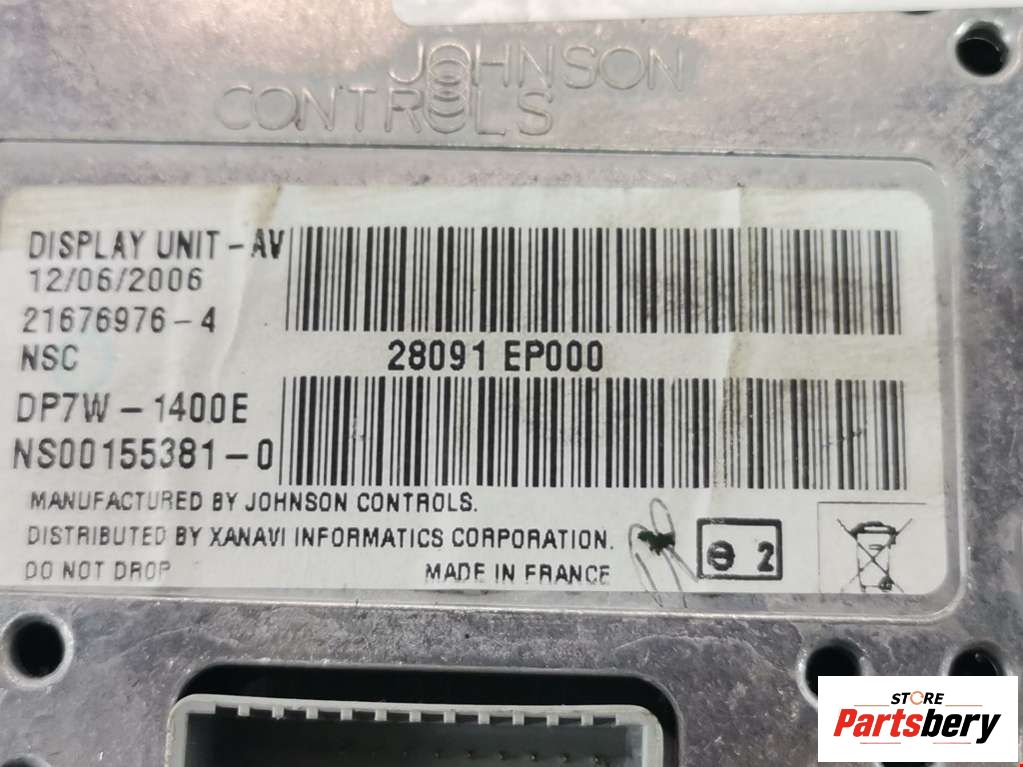 JOHNSON
CONTROLS
DISPLAY UNIT - AV
12/06/2006
21676976-4
NSC
28091 EP000
DP7W - 1400E
NS00155381-0
MANUFACTURED BY JOHNSON CONTROLS.
DISTRIBUTED BY XANAVI INFORMATICS CORPORATION.
DO NOT DROP
MADE IN FRANCE
2
STORE
Partsbery